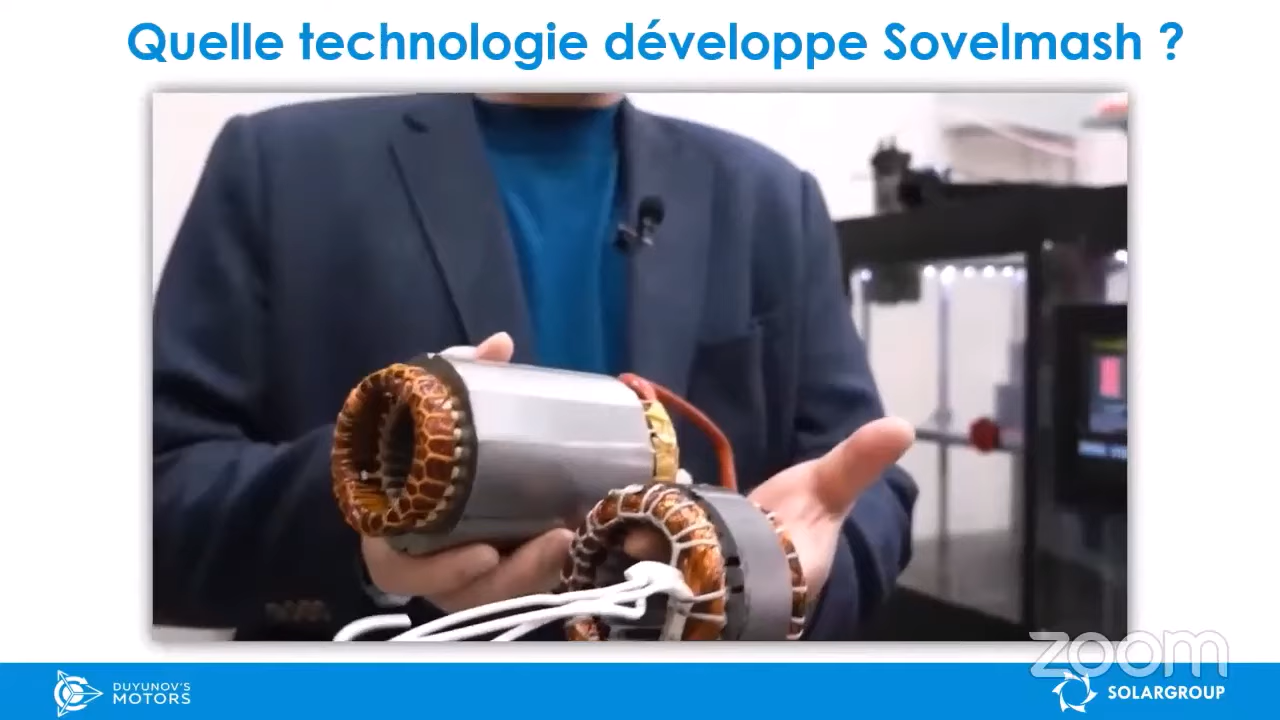 Quelle technologie développe Sovelmash ?
zoom
DUYUNOV'S
MOTORS
SOLARGROUP